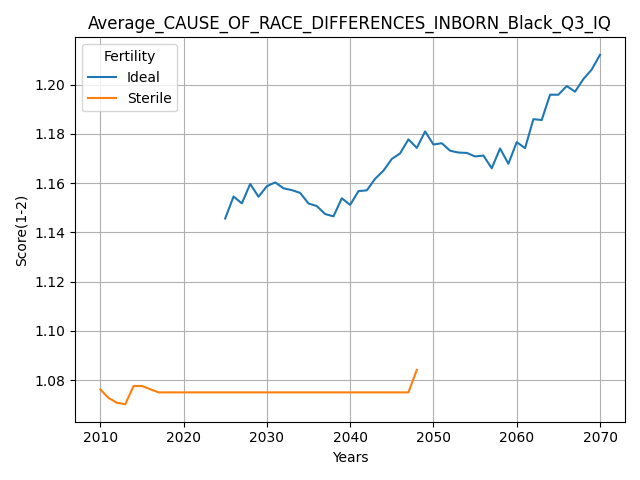 Average_CAUSE_OF_RACE_DIFFERENCES_INBORN_Black_Q3_IQ
Fertility
Ideal
Sterile
Score(1-2)
1.20
1.18
1.16
1.14
1.12
1.10
1.08
2010 2020 2030 2040 2050 2060 2070
Years